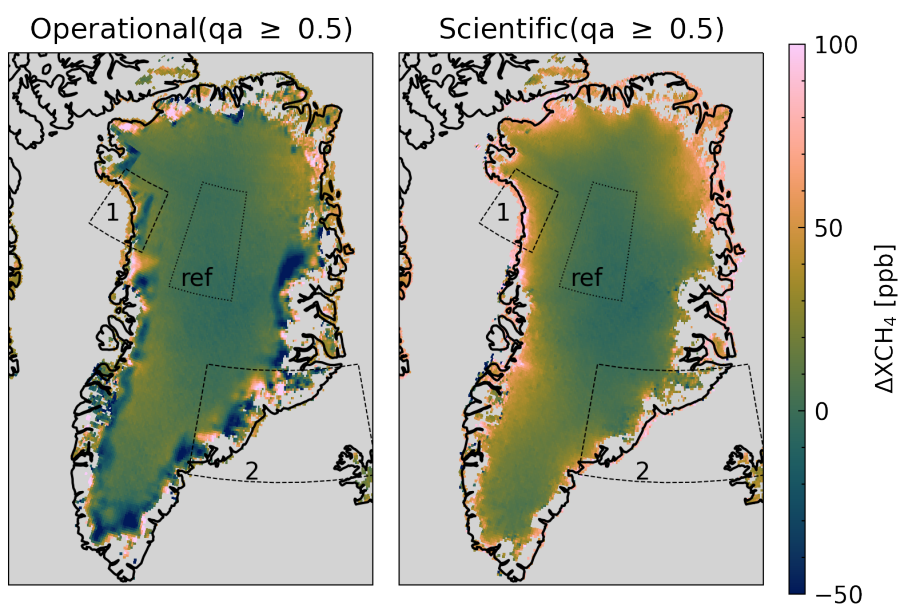 Operational(qa ≥ 0.5)
Scientific(qa ≥ 0.5)
1
ref
2
1
ref
2
100
50
0
−50
ΔXCH₄ [ppb]